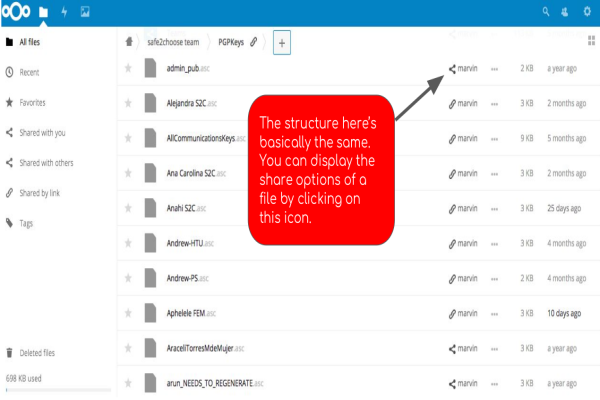 All files
safe2choose team
PGPKeys
+
admin_pub.asc marvin ••• 2 KB a year ago
Recent
Favorites
Alejandra S2C.asc marvin ••• 3 KB 2 months ago
The structure here's
basically the same.
You can display the
share options of a
file by clicking on
this icon.
Shared with you
AllCommunicationsKeys.asc marvin ••• 9 KB 5 months ago
Shared with others
Ana Carolina S2C.asc marvin ••• 3 KB 2 months ago
Shared by link
Anahi S2C.asc marvin ••• 3 KB 25 days ago
Tags
Andrew-HTU.asc marvin ••• 3 KB 4 months ago
Andrew-PS.asc marvin ••• 2 KB 4 months ago
Aphelele FEM.asc marvin ••• 3 KB 10 days ago
AraceliTorresMdeMujer.asc marvin ••• 3 KB a year ago
Deleted files
698 KB used
arun_NEEDS_TO_REGENERATE.asc marvin ••• 3 KB a year ago